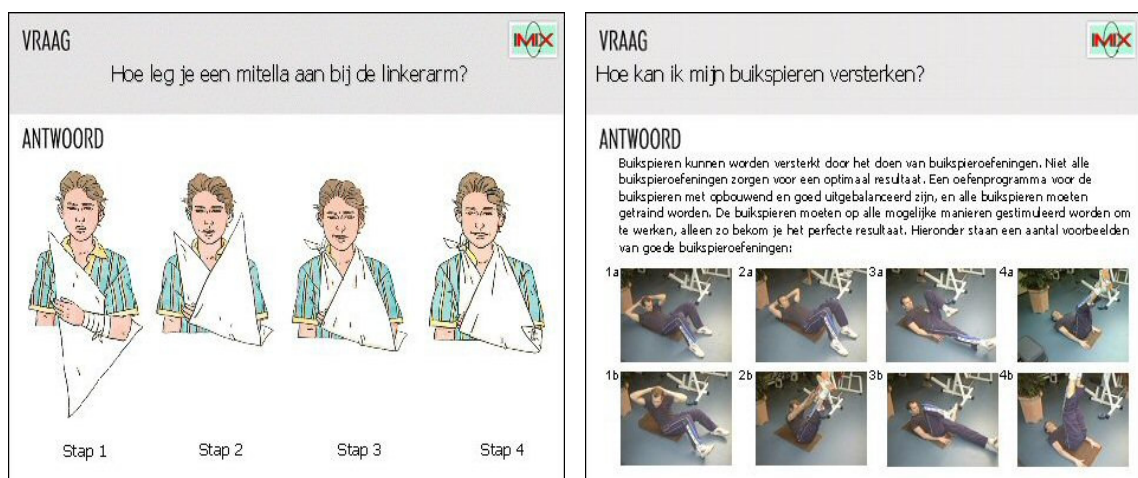 VRAAG
IMIX
Hoe leg je een mitella aan bij de linkerarm?
ANTWOORD
Stap 1
Stap 2
Stap 3
Stap 4
VRAAG
IMIX
Hoe kan ik mijn buikspieren versterken?
ANTWOORD
Buikspieren kunnen worden versterkt door het doen van buikspieroefeningen. Niet alle
buikspieroefeningen zorgen voor een optimaal resultaat. Een oefenprogramma voor de
buikspieren met opbouwend en goed uitgebalanceerd zijn, en alle buikspieren moeten
getraind worden. De buikspieren moeten op alle mogelijke manieren gestimuleerd worden om
te werken, alleen zo bekom je het perfecte resultaat. Hieronder staan een aantal voorbeelden
van goede buikspieroefeningen:
1a
2a
3a
4a
1b
2b
3b
4b